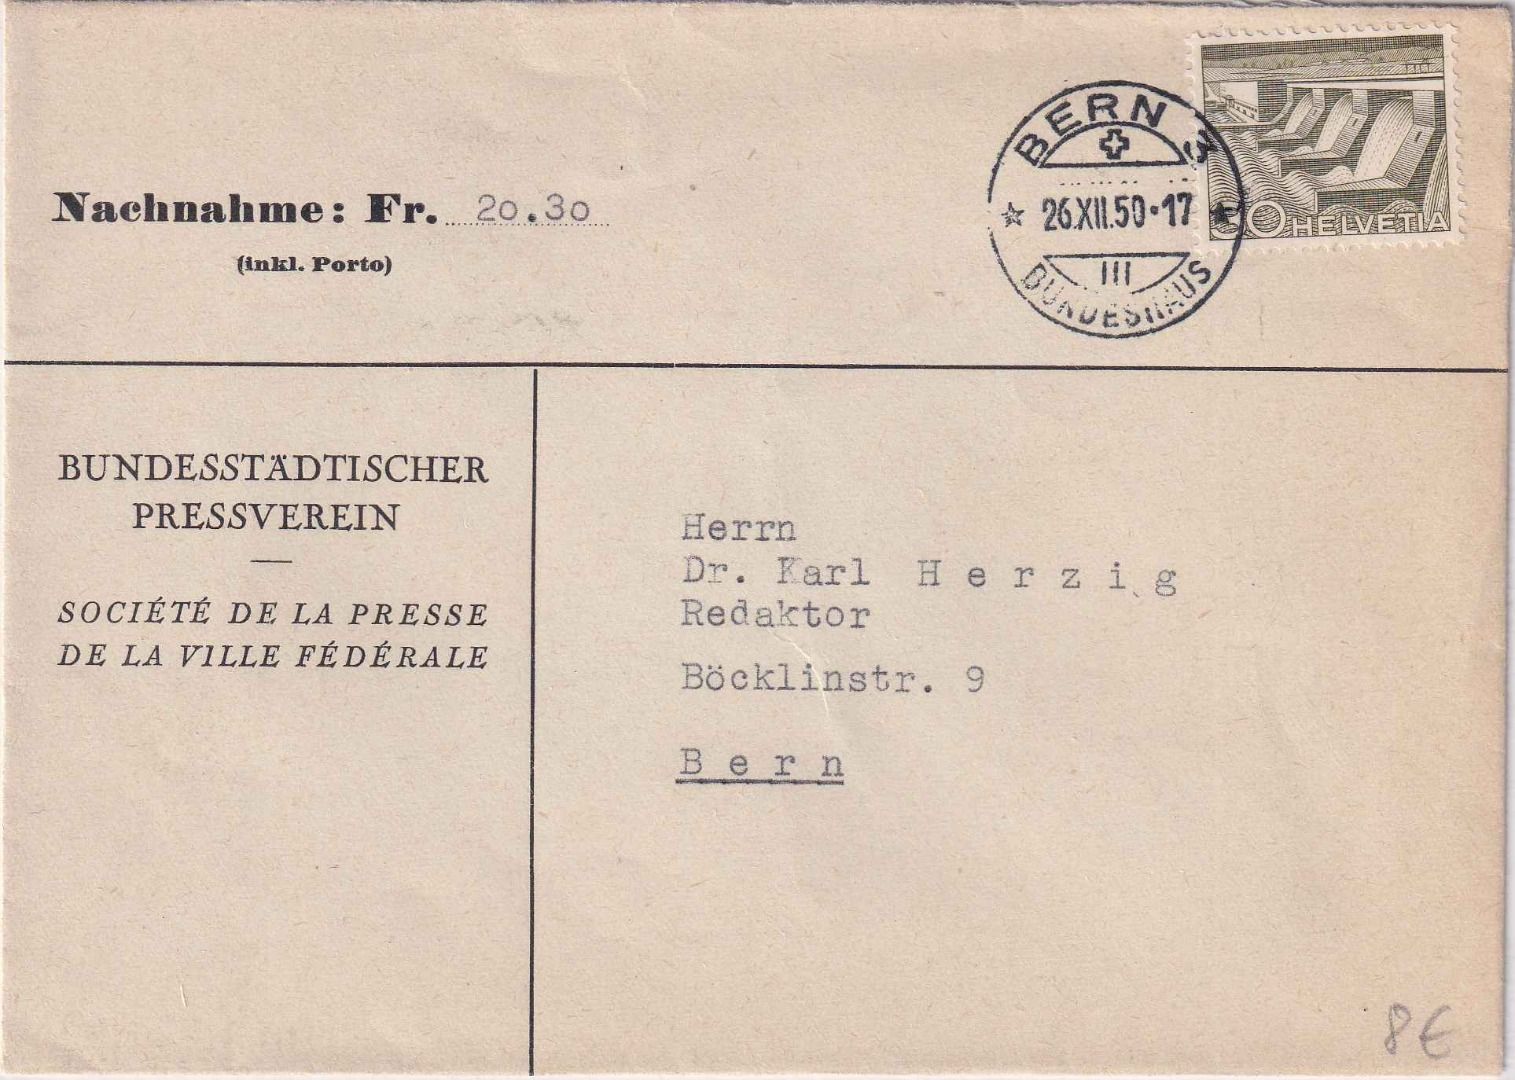 BERN 3
26.XII.50-17
III
BUNDESHAUS
30 HELVETIA
Nachnahme: Fr. 20.30
(inkl. Porto)
BUNDESSTÄDTISCHER
PRESSVEREIN
SOCIÉTÉ DE LA PRESSE
DE LA VILLE FÉDÉRALE
Herrn
Dr. Karl Herzig
Redaktor
Böcklinstr. 9
Bern
8€